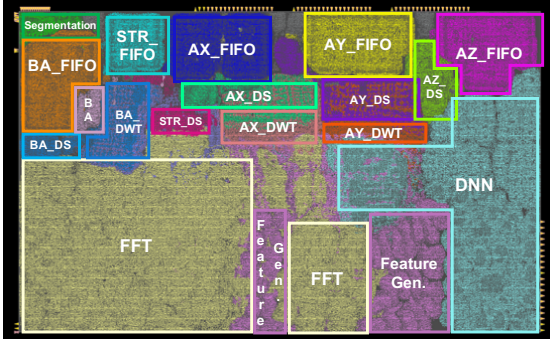 Segmentation
STR_
FIFO
AX_FIFO
AY_FIFO
AZ_FIFO
BA_FIFO
AZ_
DS
B
A
BA_
DWT
AX_DS
AY_DS
STR_DS
AX_DWT
AY_DWT
BA_DS
DNN
FFT
Feature
Gen.
FFT
Feature
Gen.